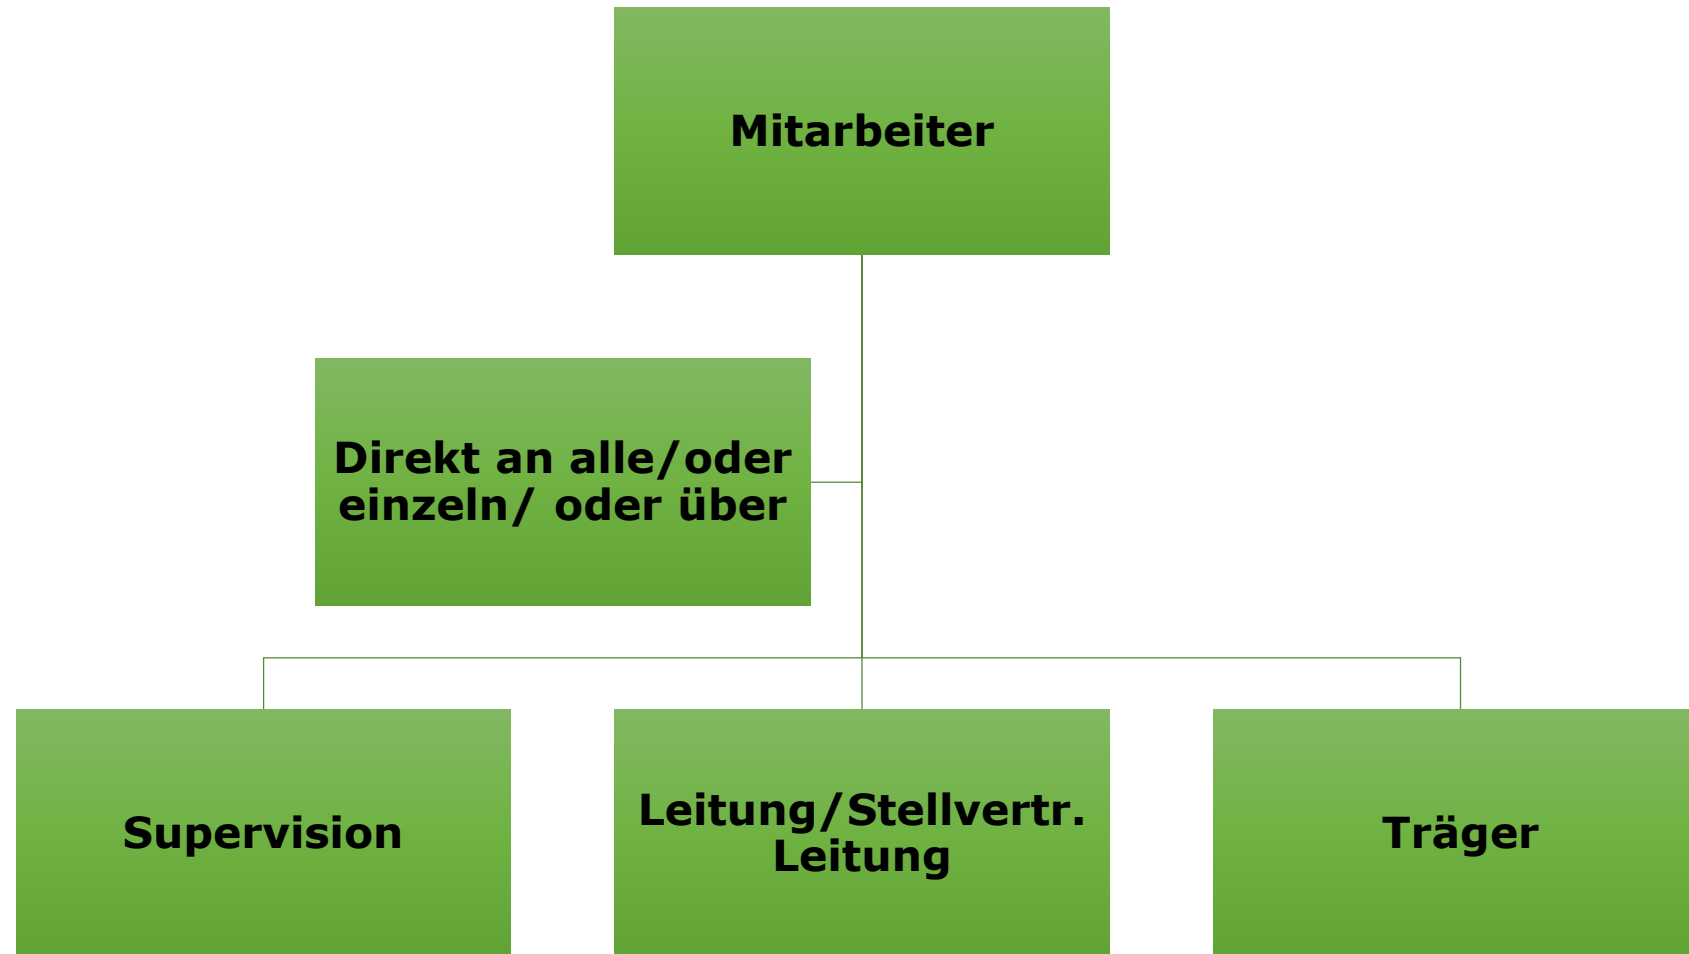 Mitarbeiter
Direkt an alle/oder
einzeln/ oder über
Supervision
Leitung/Stellvertr.
Leitung
Träger